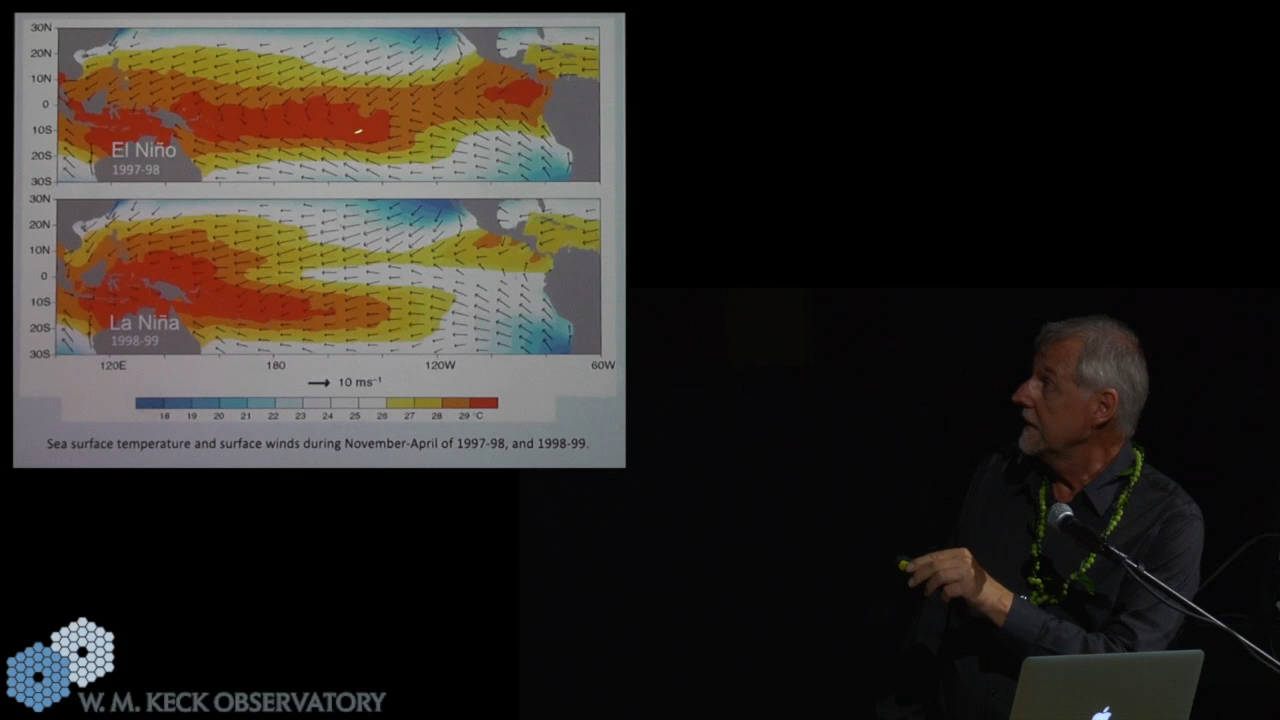 30N
20N
10N
0
10S
20S
30S
El Niño
1997-98
30N
20N
10N
0
10S
20S
30S
La Niña
1998-99
120E 180 120W 60W
10 ms⁻¹
18 19 20 21 22 23 24 25 26 27 28 29 °C
Sea surface temperature and surface winds during November-April of 1997-98, and 1998-99.
W. M. KECK OBSERVATORY